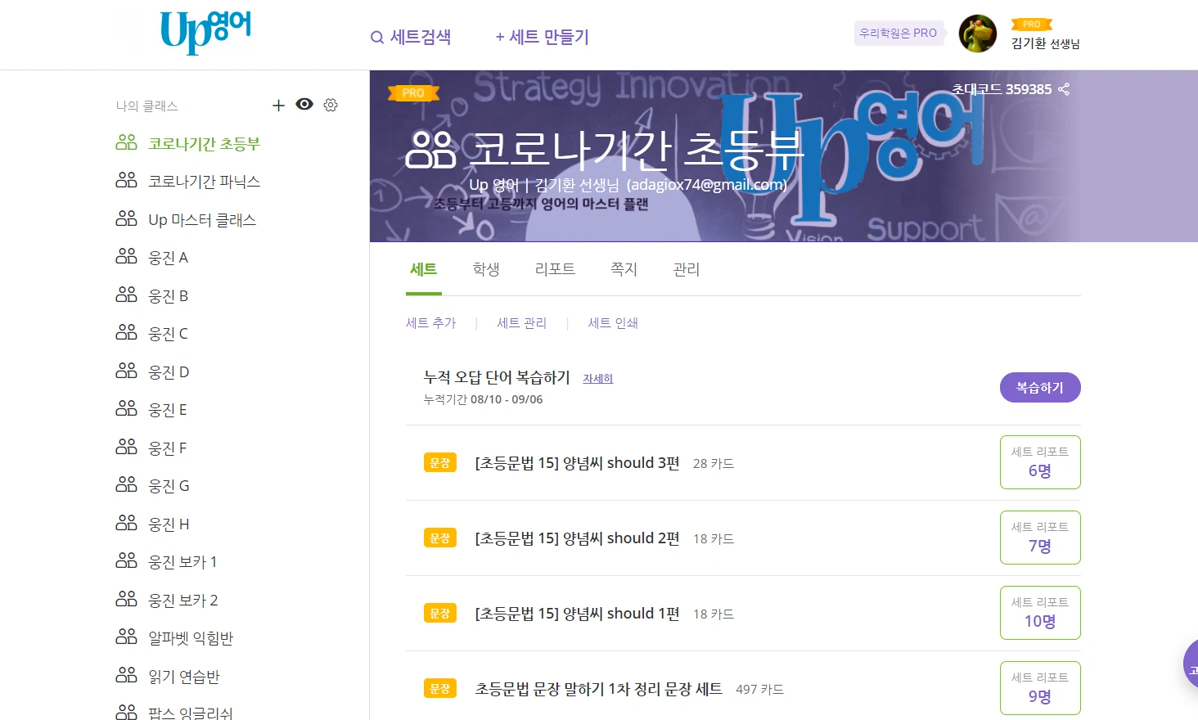 Up영어
세트검색
+ 세트 만들기
우리학원은 PRO
PRO
김기환 선생님
나의 클래스
코로나기간 초등부
코로나기간 파닉스
Up 마스터 클래스
웅진 A
웅진 B
웅진 C
웅진 D
웅진 E
웅진 F
웅진 G
웅진 H
웅진 보카 1
웅진 보카 2
알파벳 익힘반
읽기 연습반
팝스 잉글리쉬
PRO
Strategy Innovation
초대코드 359385
Up영어
코로나기간 초등부
Up 영어 | 김기환 선생님 (adagiox74@gmail.com)
초등부터 고등까지 영어의 마스터 플랜
Vision
Support
세트
학생
리포트
쪽지
관리
세트 추가
세트 관리
세트 인쇄
누적 오답 단어 복습하기 자세히
누적기간 08/10 - 09/06
복습하기
문장 [초등문법 15] 양념씨 should 3편 28 카드
세트 리포트
6명
문장 [초등문법 15] 양념씨 should 2편 18 카드
세트 리포트
7명
문장 [초등문법 15] 양념씨 should 1편 18 카드
세트 리포트
10명
문장 초등문법 문장 말하기 1차 정리 문장 세트 497 카드
세트 리포트
9명